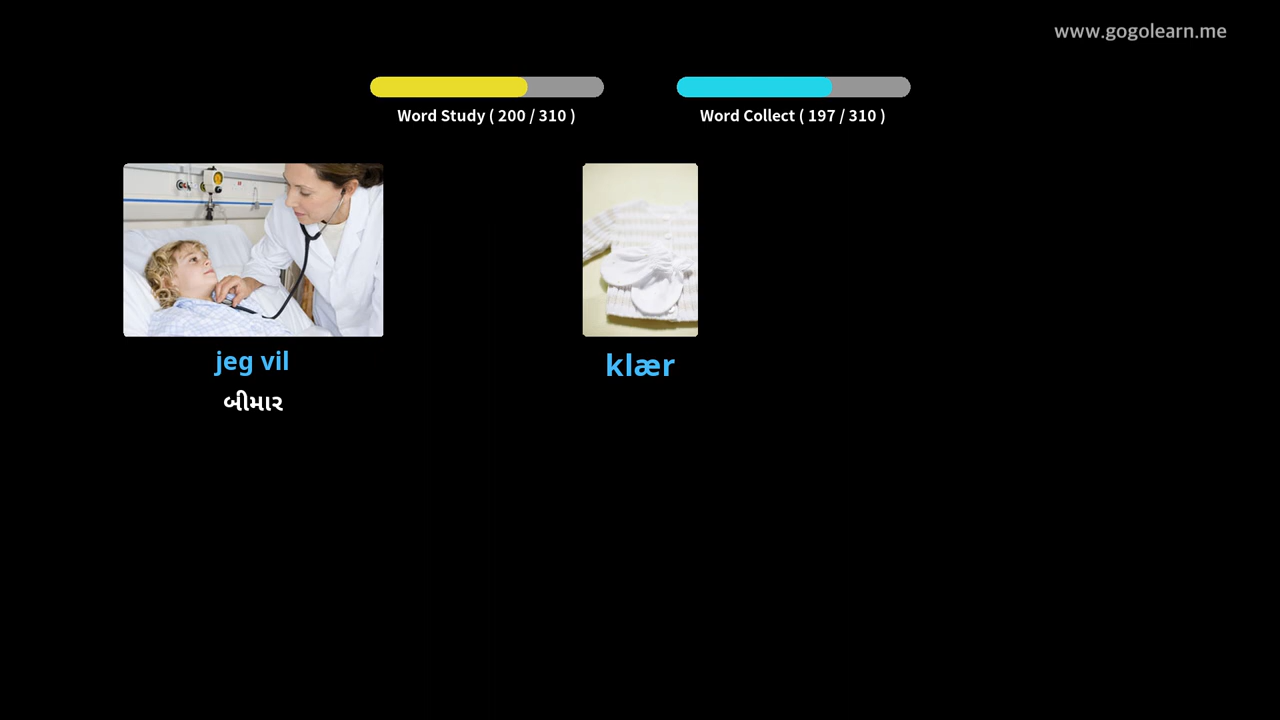 www.gogolearn.me
Word Study ( 200 / 310 )
Word Collect ( 197 / 310 )
jeg vil
બીમાર
klær